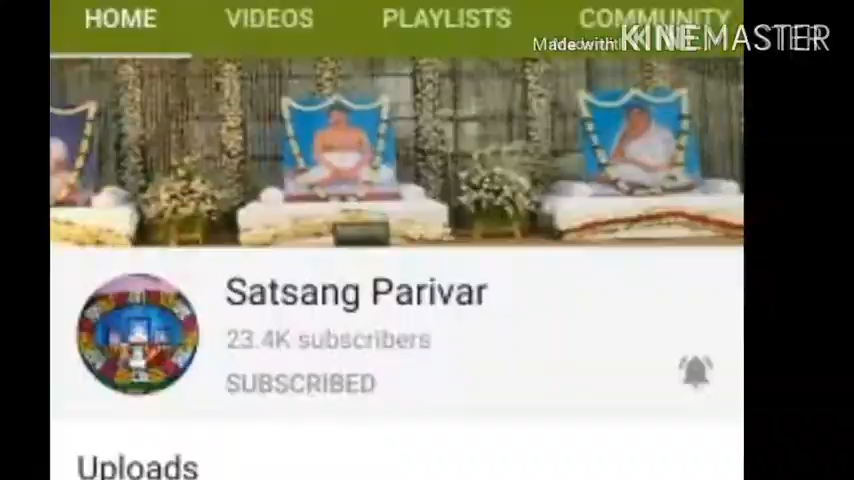 HOME VIDEOS PLAYLISTS COMMUNITY
Made with KINEMASTER
Satsang Parivar
23.4K subscribers
SUBSCRIBED
Uploads